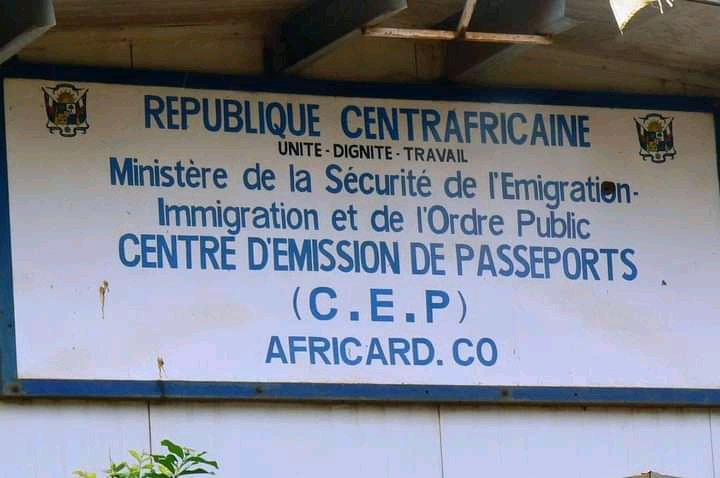 REPUBLIQUE CENTRAFRICAINE
UNITE - DIGNITE - TRAVAIL
Ministère de la Sécurité de l'Emigration-
Immigration et de l'Ordre Public
CENTRE D'EMISSION DE PASSEPORTS
(C.E.P)
AFRICARD.CO